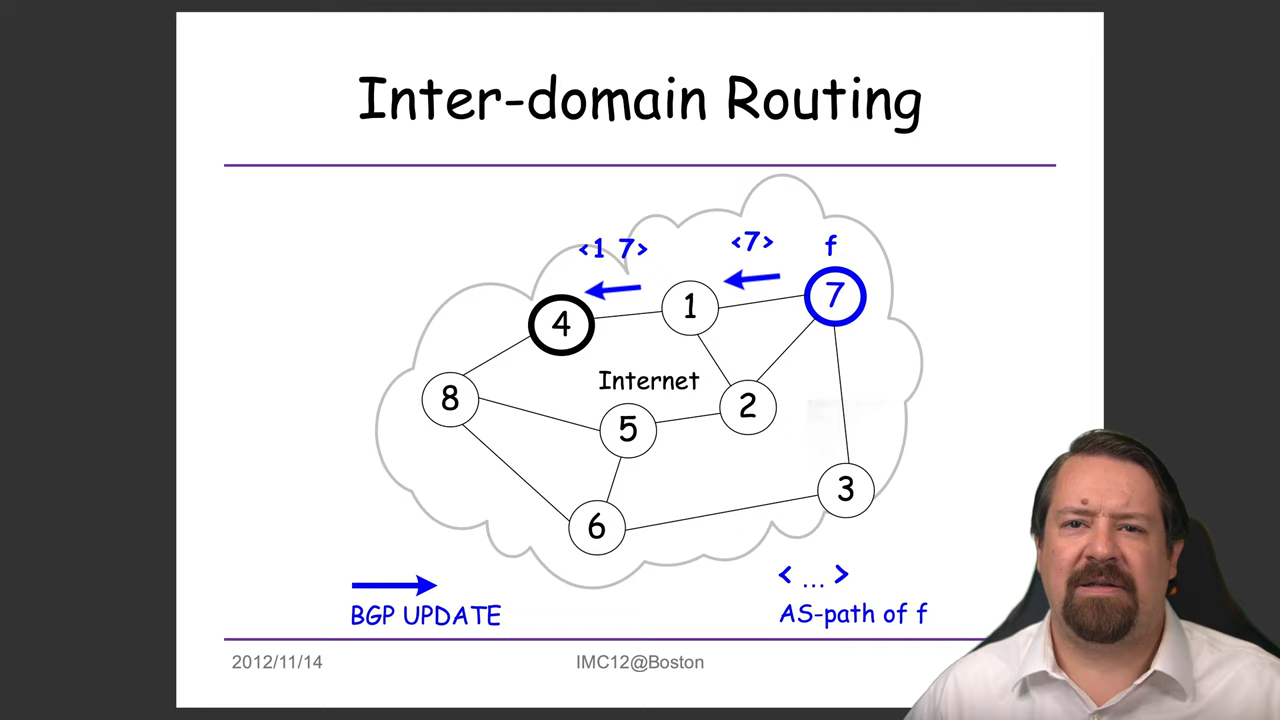 Inter-domain Routing
<1 7>
<7>
f
7
1
4
Internet
8
2
5
3
6
< ... >
BGP UPDATE
AS-path of f
2012/11/14
IMC12@Boston